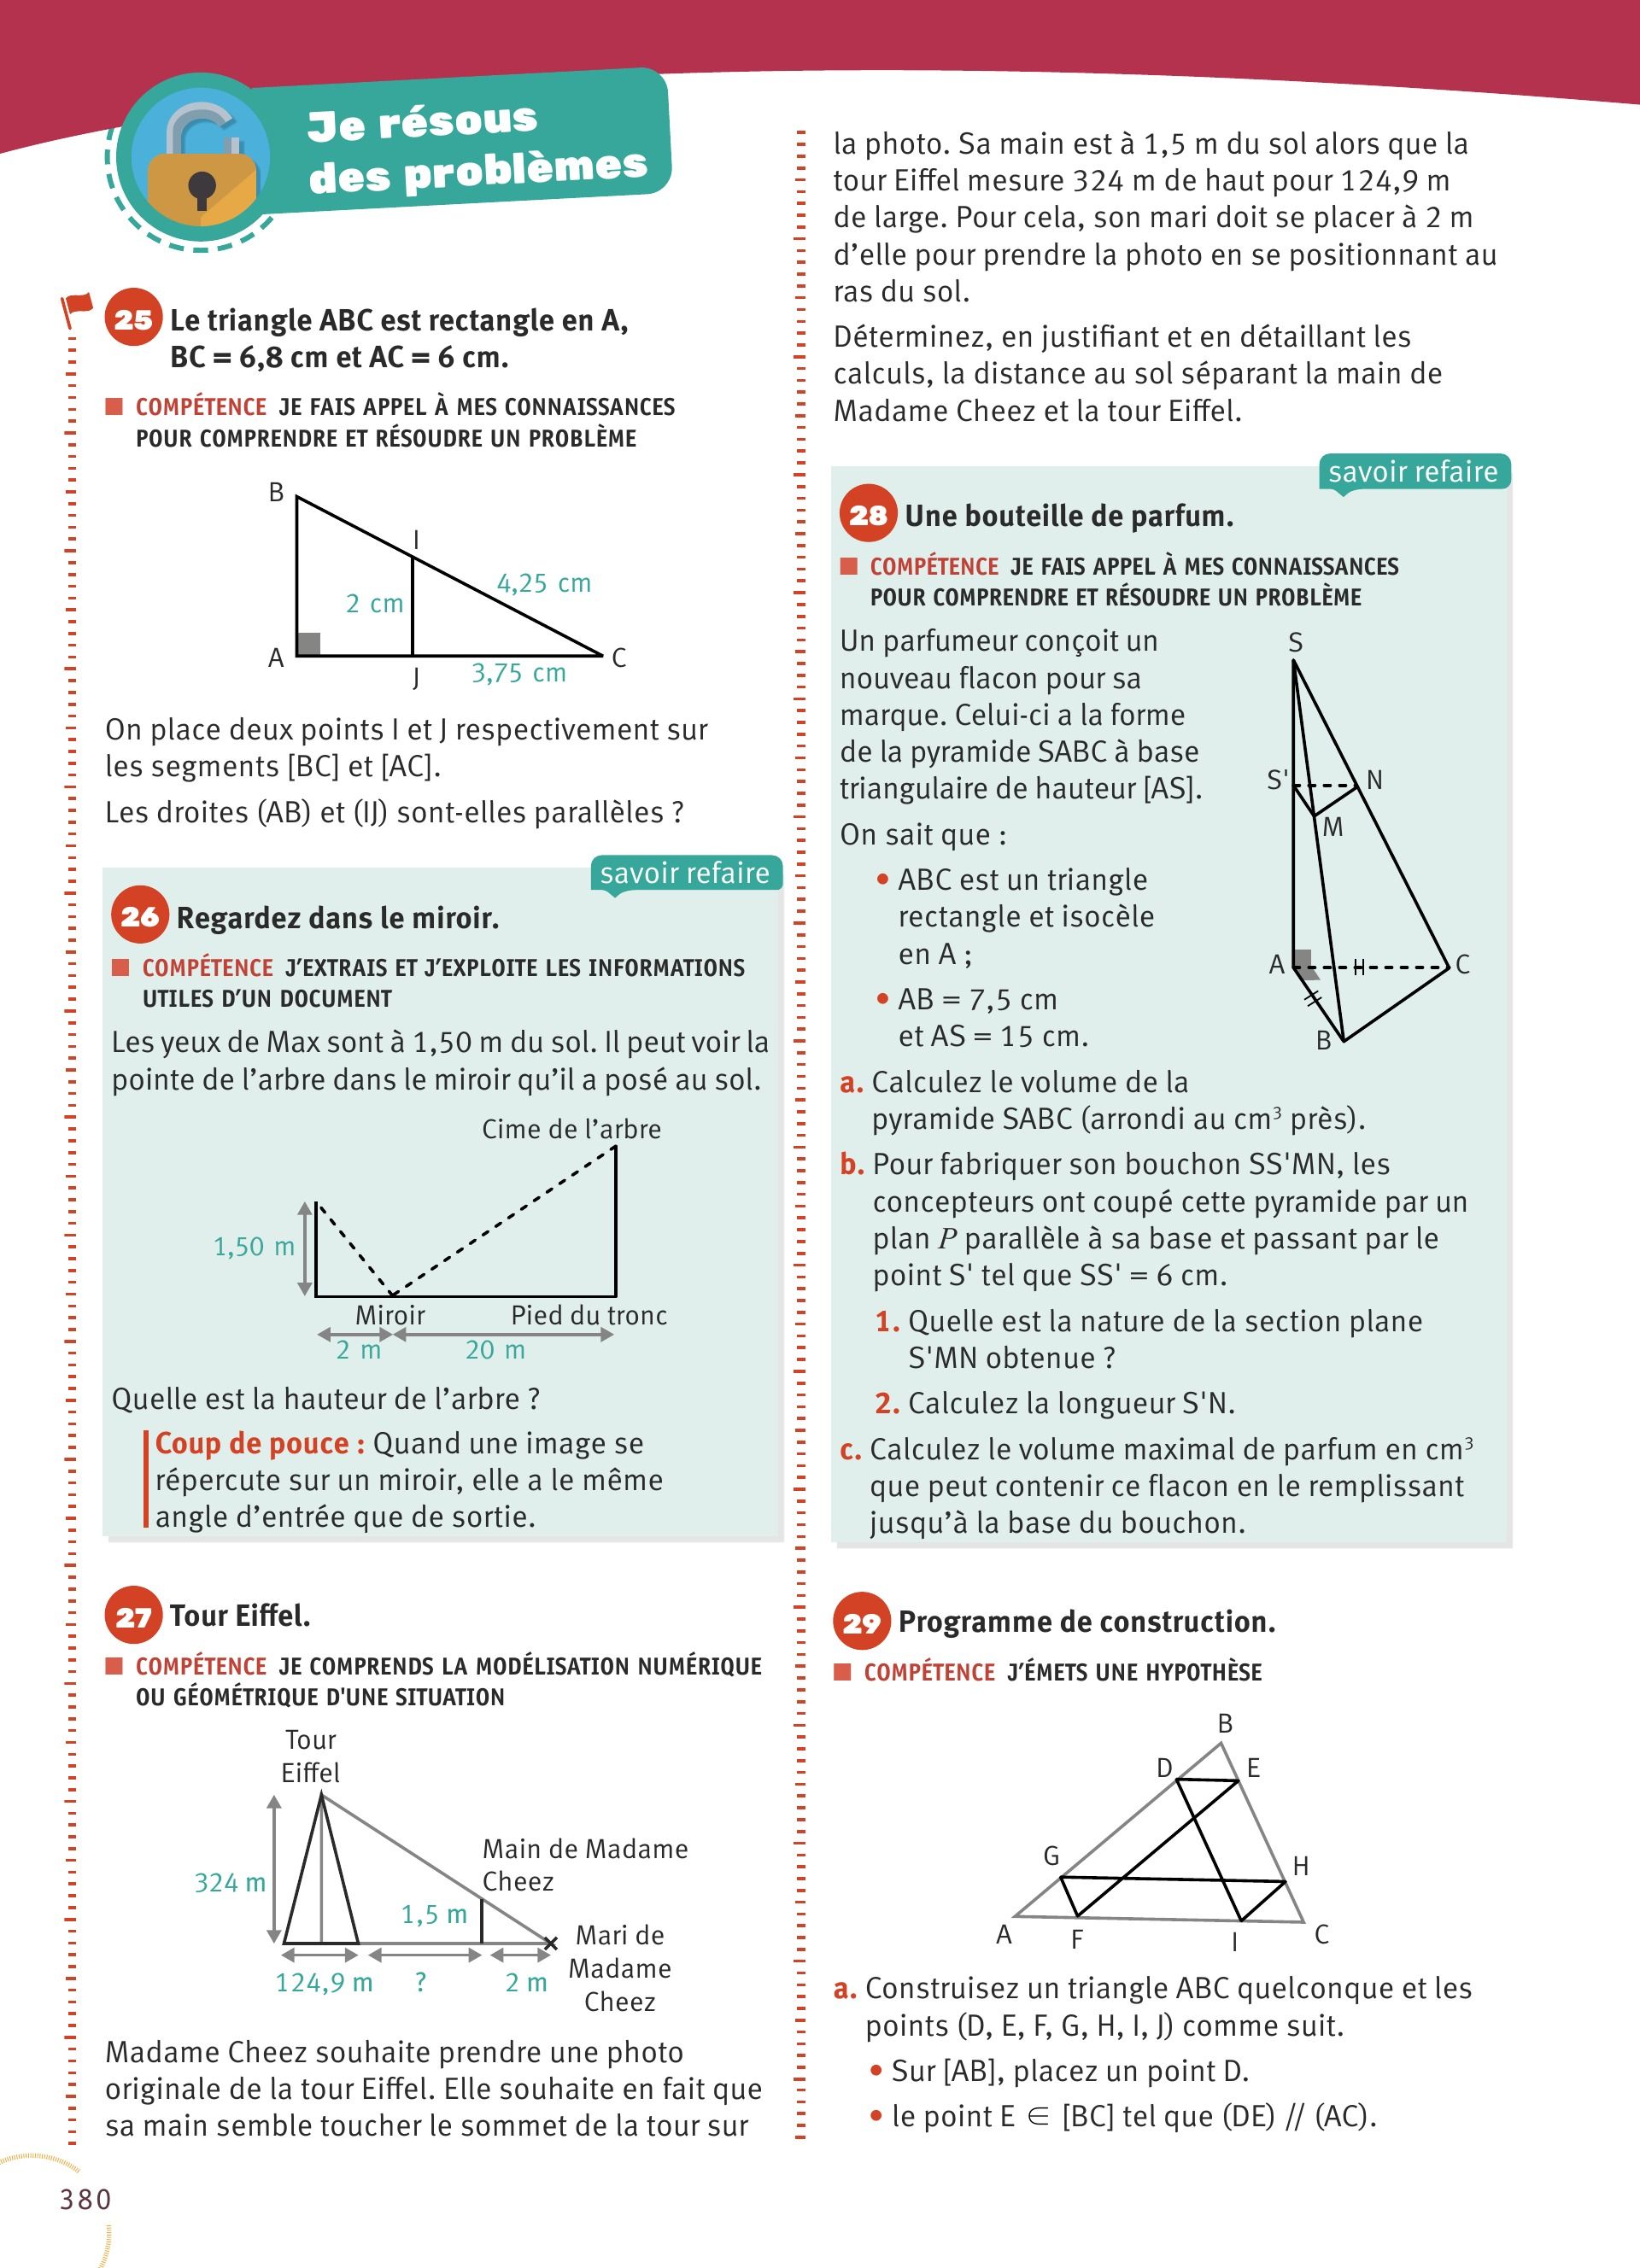 Je résous
des problèmes
25 Le triangle ABC est rectangle en A,
BC = 6,8 cm et AC = 6 cm.
COMPÉTENCE JE FAIS APPEL À MES CONNAISSANCES
POUR COMPRENDRE ET RÉSOUDRE UN PROBLÈME
B
I
4,25 cm
2 cm
A
C
J
3,75 cm
On place deux points I et J respectivement sur
les segments [BC] et [AC].
Les droites (AB) et (IJ) sont-elles parallèles ?
savoir refaire
26 Regardez dans le miroir.
COMPÉTENCE J’EXTRAIS ET J’EXPLOITE LES INFORMATIONS
UTILES D’UN DOCUMENT
Les yeux de Max sont à 1,50 m du sol. Il peut voir la
pointe de l’arbre dans le miroir qu’il a posé au sol.
Cime de l’arbre
1,50 m
Miroir
Pied du tronc
2 m
20 m
Quelle est la hauteur de l’arbre ?
Coup de pouce : Quand une image se
répercute sur un miroir, elle a le même
angle d’entrée que de sortie.
27 Tour Eiffel.
COMPÉTENCE JE COMPRENDS LA MODÉLISATION NUMÉRIQUE
OU GÉOMÉTRIQUE D'UNE SITUATION
Tour
Eiffel
Main de Madame
Cheez
324 m
1,5 m
Mari de
Madame
Cheez
124,9 m
?
2 m
Madame Cheez souhaite prendre une photo
originale de la tour Eiffel. Elle souhaite en fait que
sa main semble toucher le sommet de la tour sur
la photo. Sa main est à 1,5 m du sol alors que la
tour Eiffel mesure 324 m de haut pour 124,9 m
de large. Pour cela, son mari doit se placer à 2 m
d’elle pour prendre la photo en se positionnant au
ras du sol.
Déterminez, en justifiant et en détaillant les
calculs, la distance au sol séparant la main de
Madame Cheez et la tour Eiffel.
savoir refaire
28 Une bouteille de parfum.
COMPÉTENCE JE FAIS APPEL À MES CONNAISSANCES
POUR COMPRENDRE ET RÉSOUDRE UN PROBLÈME
Un parfumeur conçoit un
nouveau flacon pour sa
marque. Celui-ci a la forme
de la pyramide SABC à base
triangulaire de hauteur [AS].
On sait que :
• ABC est un triangle
rectangle et isocèle
en A ;
• AB = 7,5 cm
et AS = 15 cm.
S
S'
N
M
A
C
B
a. Calculez le volume de la
pyramide SABC (arrondi au cm³ près).
b. Pour fabriquer son bouchon SS'MN, les
concepteurs ont coupé cette pyramide par un
plan P parallèle à sa base et passant par le
point S' tel que SS' = 6 cm.
1. Quelle est la nature de la section plane
S'MN obtenue ?
2. Calculez la longueur S'N.
c. Calculez le volume maximal de parfum en cm³
que peut contenir ce flacon en le remplissant
jusqu’à la base du bouchon.
29 Programme de construction.
COMPÉTENCE J’ÉMETS UNE HYPOTHÈSE
B
D
E
G
H
A
F
I
C
a. Construisez un triangle ABC quelconque et les
points (D, E, F, G, H, I, J) comme suit.
• Sur [AB], placez un point D.
• le point E ∈ [BC] tel que (DE) // (AC).
380